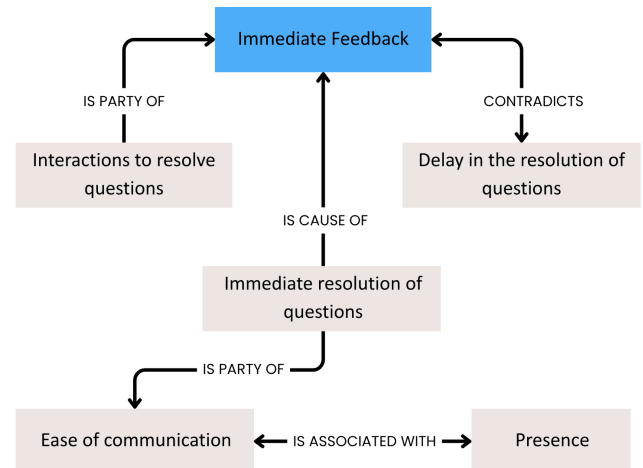 Immediate Feedback
IS PARTY OF
CONTRADICTS
Interactions to resolve
questions
Delay in the resolution of
questions
IS CAUSE OF
Immediate resolution of
questions
IS PARTY OF
Ease of communication
IS ASSOCIATED WITH
Presence